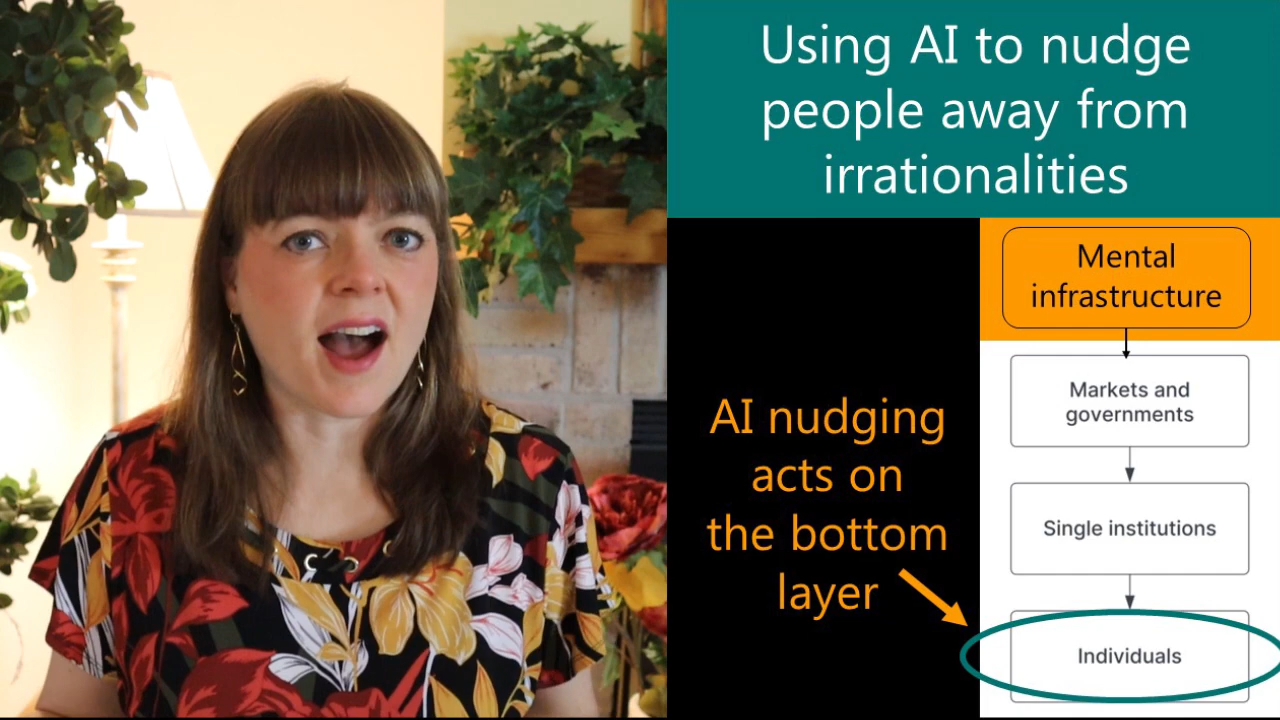 Using AI to nudge
people away from
irrationalities
Mental
infrastructure
Markets and
governments
AI nudging
acts on
the bottom
layer
Single institutions
Individuals